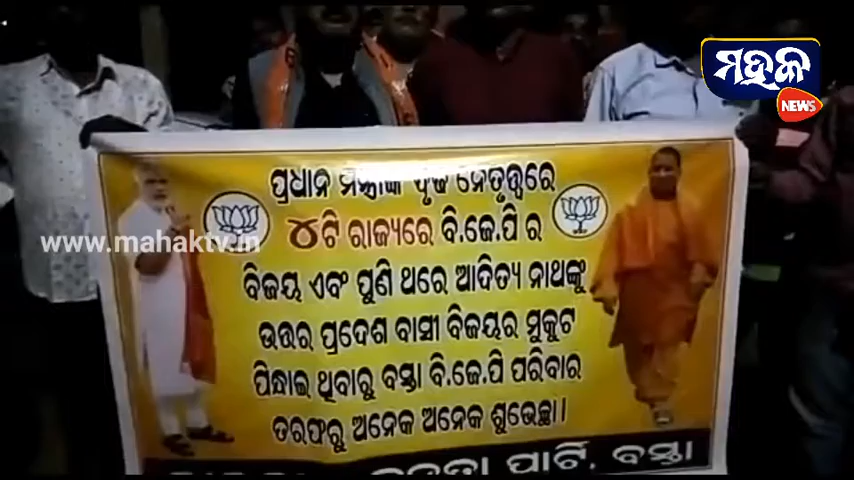 ମହକ
NEWS
www.mahaktv.in
ପ୍ରଧାନ ମନ୍ତ୍ରୀଙ୍କ ଦୃଢ ନେତୃତ୍ୱରେ
୪ଟି ରାଜ୍ୟରେ ବି.ଜେ.ପି ର
ବିଜୟ ଏବଂ ପୁଣି ଥରେ ଆଦିତ୍ୟ ନାଥଙ୍କୁ
ଉତ୍ତର ପ୍ରଦେଶ ବାସୀ ବିଜୟର ମୁକୁଟ
ପିନ୍ଧାଇ ଥିବାରୁ ବସ୍ତା ବି.ଜେ.ପି ପରିବାର
ତରଫରୁ ଅନେକ ଅନେକ ଶୁଭେଚ୍ଛା।
ଜନତା ପାର୍ଟି, ବସ୍ତା